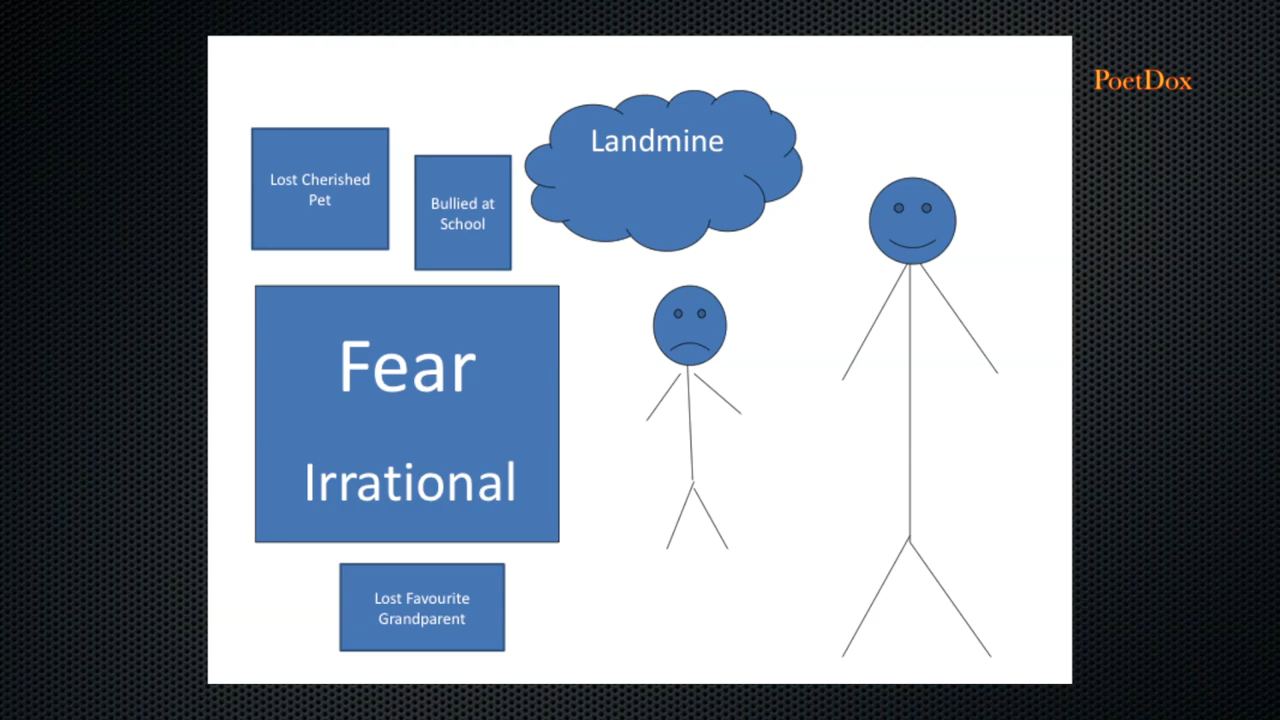 PoetDox
Landmine
Lost Cherished
Pet
Bullied at
School
Fear
Irrational
Lost Favourite
Grandparent